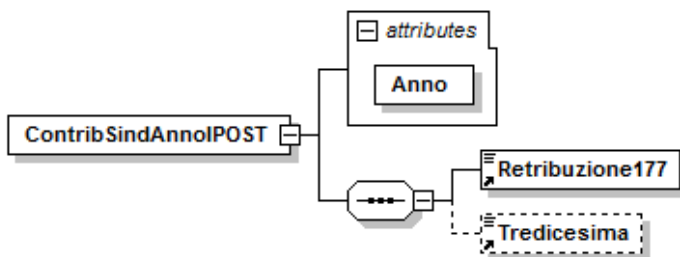 attributes
Anno
ContribSindAnnoIPOST
Retribuzione177
Tredicesima